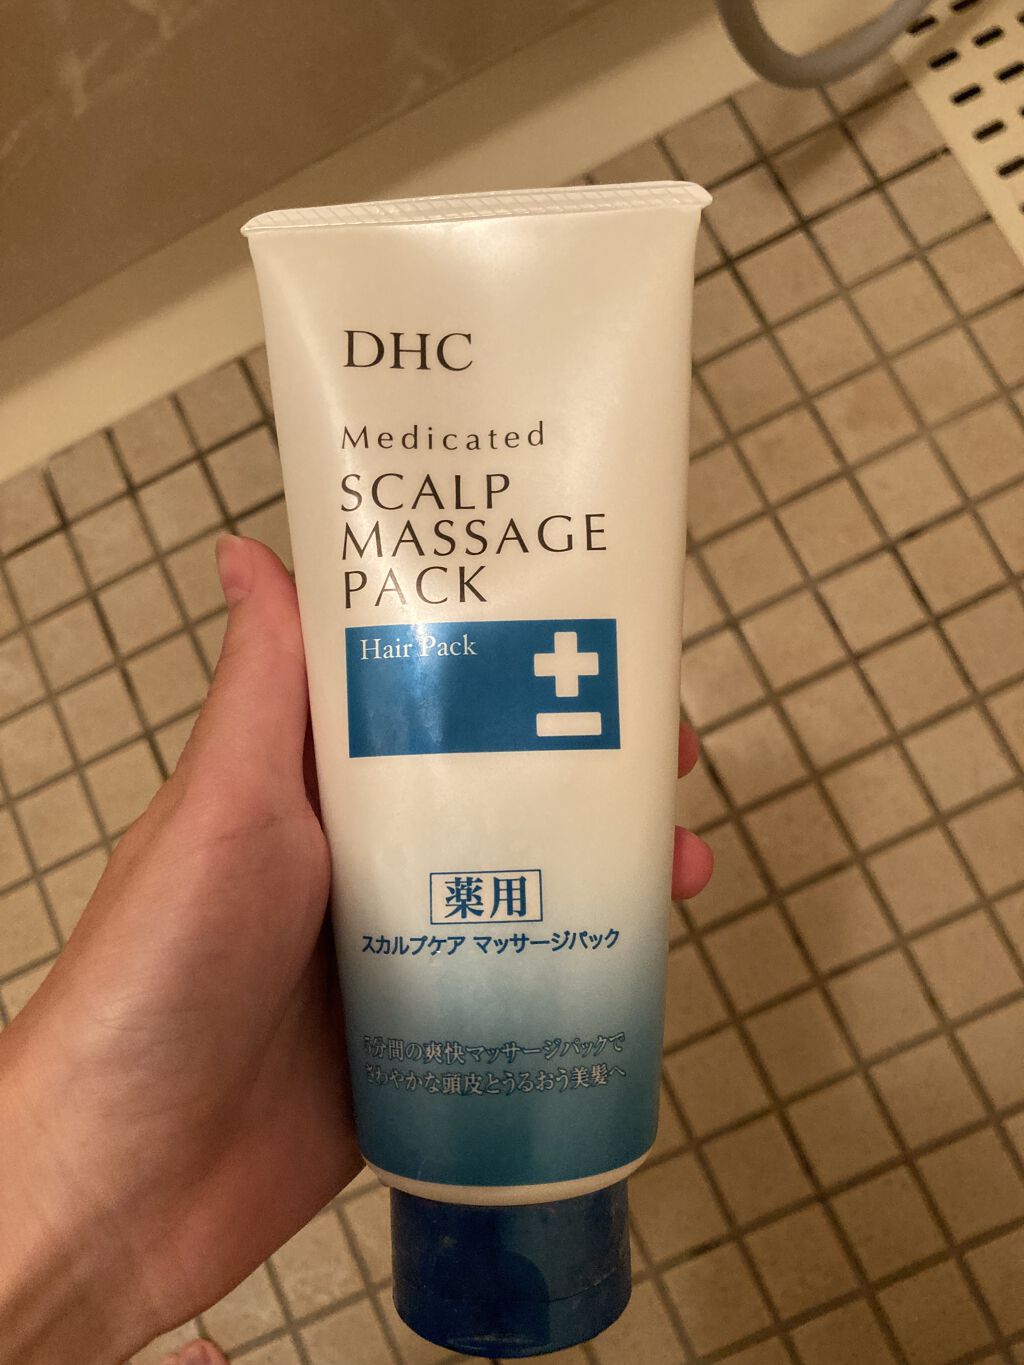 DHC
Medicated
SCALP
MASSAGE
PACK
Hair Pack
薬用
スカルプケア マッサージパック
5分間の爽快マッサージパックで
さわやかな頭皮とうるおう美髪へ